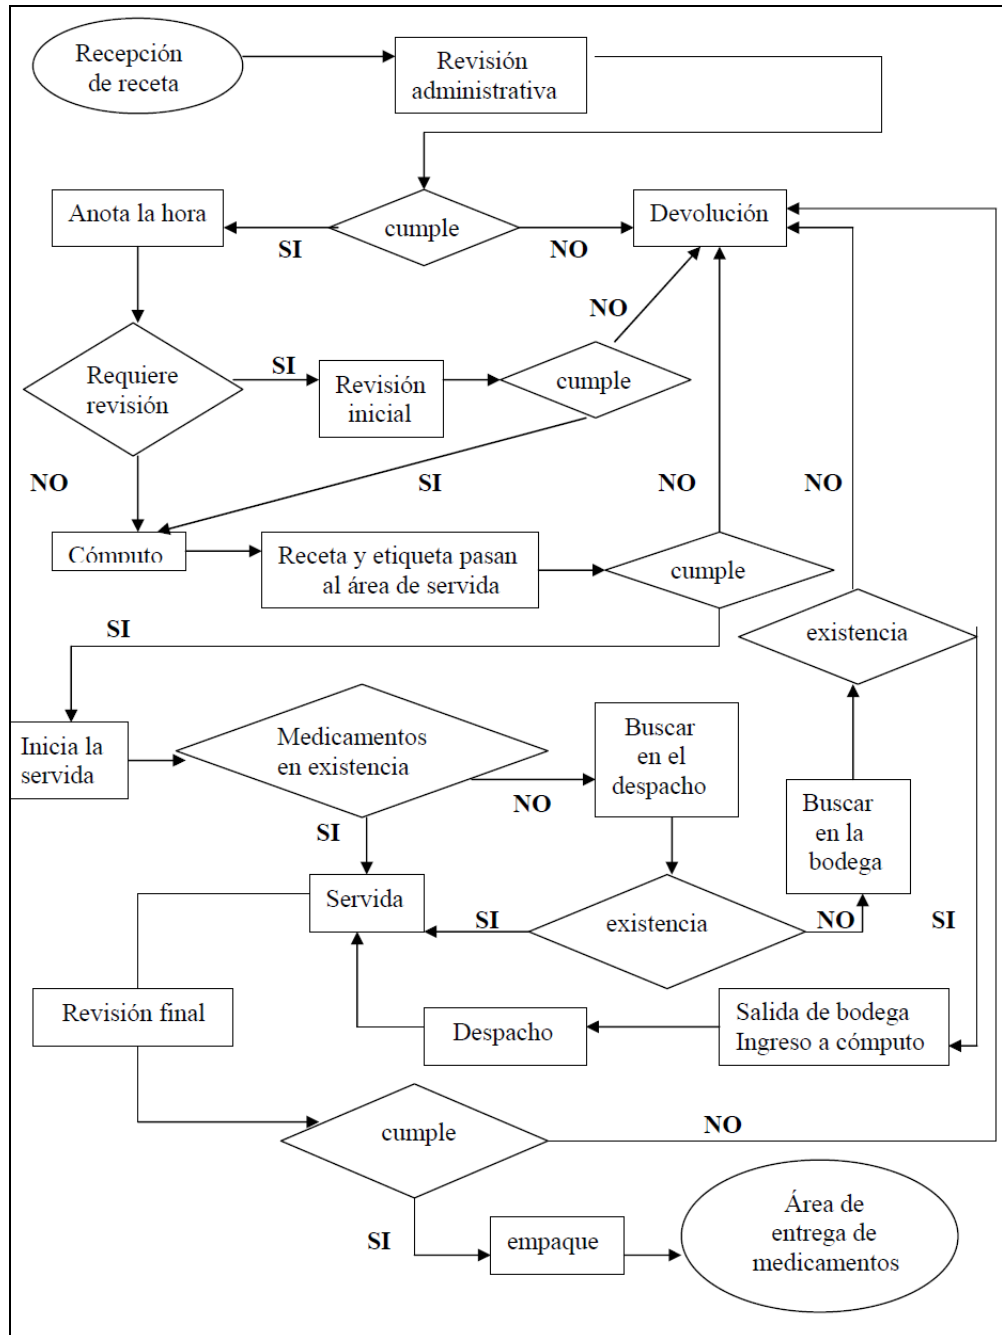 Recepción
de receta
Revisión
administrativa
Anota la hora
SI
cumple
NO
Devolución
Requiere
revisión
SI
Revisión
inicial
cumple
NO
NO
SI
NO
NO
Cómputo
Receta y etiqueta pasan
al área de servida
cumple
existencia
SI
Inicia la
servida
Medicamentos
en existencia
NO
Buscar
en el
despacho
Buscar
en la
bodega
SI
Servida
SI
existencia
NO
SI
Revisión final
Despacho
Salida de bodega
Ingreso a cómputo
cumple
NO
SI
empaque
Área de
entrega de
medicamentos